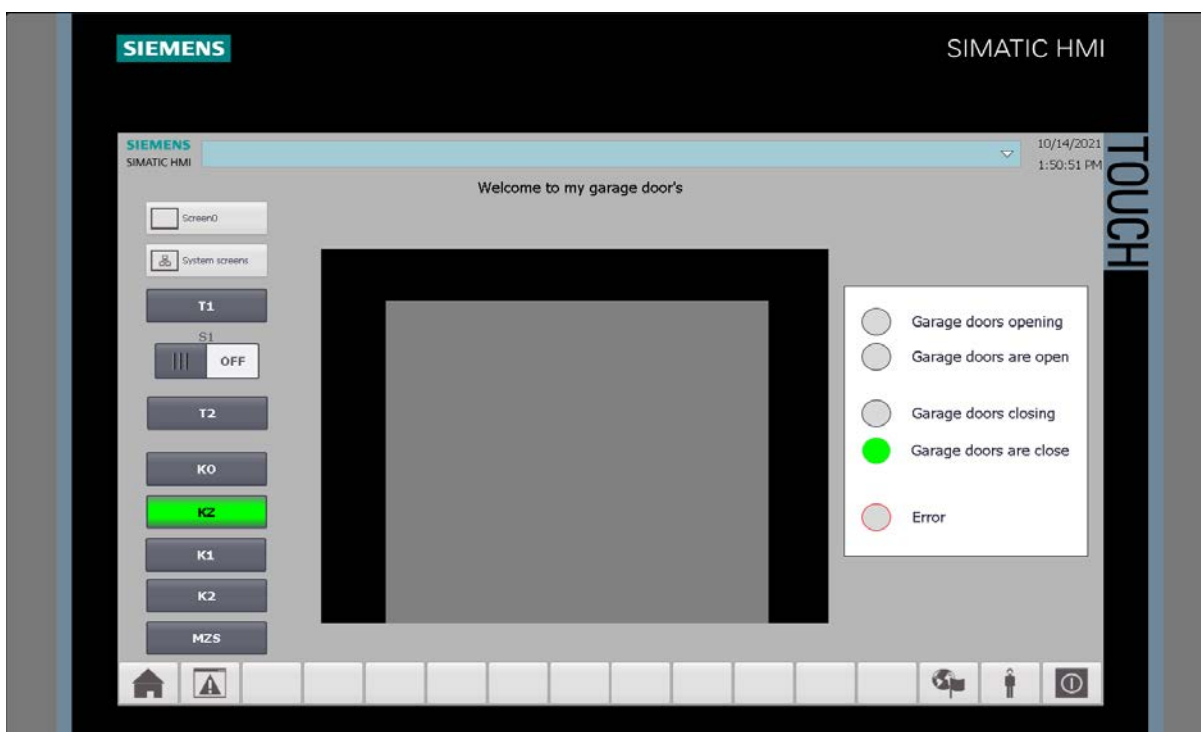 SIEMENS
SIMATIC HMI
TOUCH
SIEMENS
SIMATIC HMI
10/14/2021
1:50:51 PM
Welcome to my garage door's
Screen0
System screens
T1
S1
OFF
T2
KO
KZ
K1
K2
MZS
Garage doors opening
Garage doors are open
Garage doors closing
Garage doors are close
Error